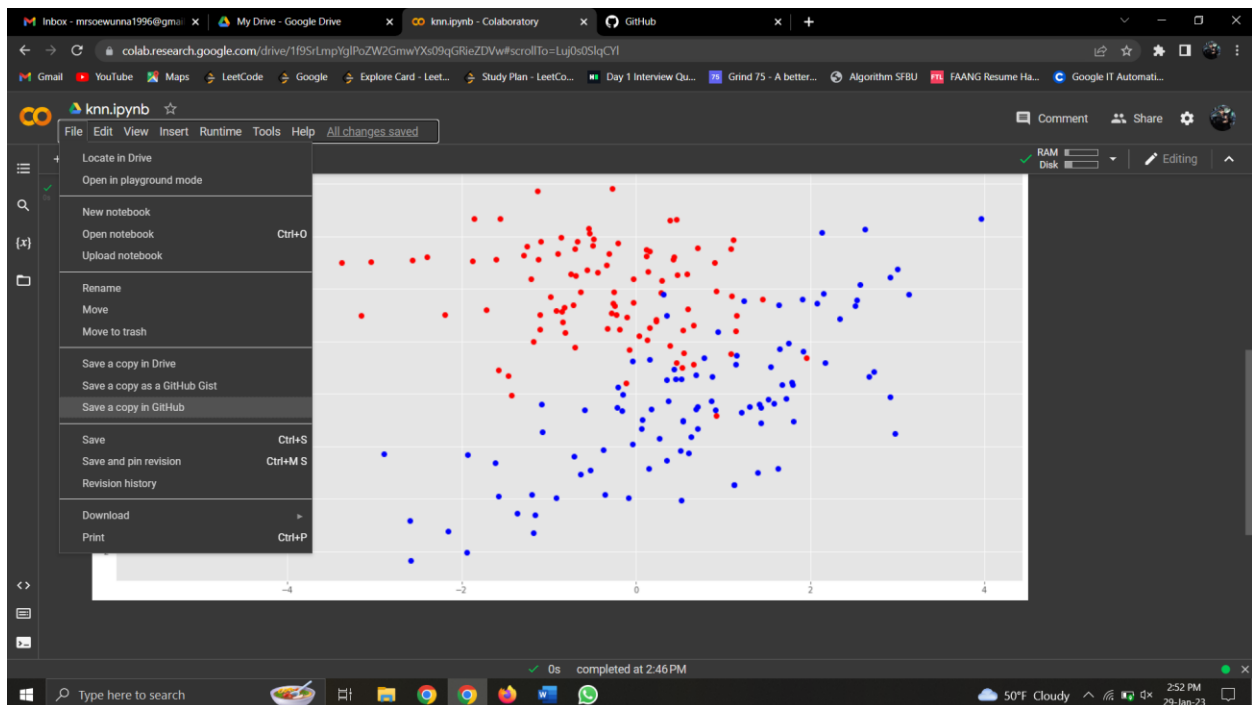 Inbox - mrsoewunna1996@gmai
My Drive - Google Drive
knn.ipynb - Colaboratory
GitHub
colab.research.google.com/drive/1f9SrLmpYglPoZW2GmwYXs09qGRieZDVw#scrollTo=Luj0s0SlqCYl
Gmail YouTube Maps LeetCode Google Explore Card - Leet... Study Plan - LeetCo... Day 1 Interview Qu... 75 Grind 75 - A better... Algorithm SFBU FTL FAANG Resume Ha... Google IT Automati...
knn.ipynb
Comment Share
File Edit View Insert Runtime Tools Help All changes saved
RAM
Disk
Editing
Locate in Drive
Open in playground mode
New notebook
Open notebook Ctrl+O
Upload notebook
Rename
Move
Move to trash
Save a copy in Drive
Save a copy as a GitHub Gist
Save a copy in GitHub
Save Ctrl+S
Save and pin revision Ctrl+M S
Revision history
Download
Print Ctrl+P
{x}
−4 −2 0 2 4
0s completed at 2:46 PM
Type here to search
50°F Cloudy
2:52 PM
29-Jan-23